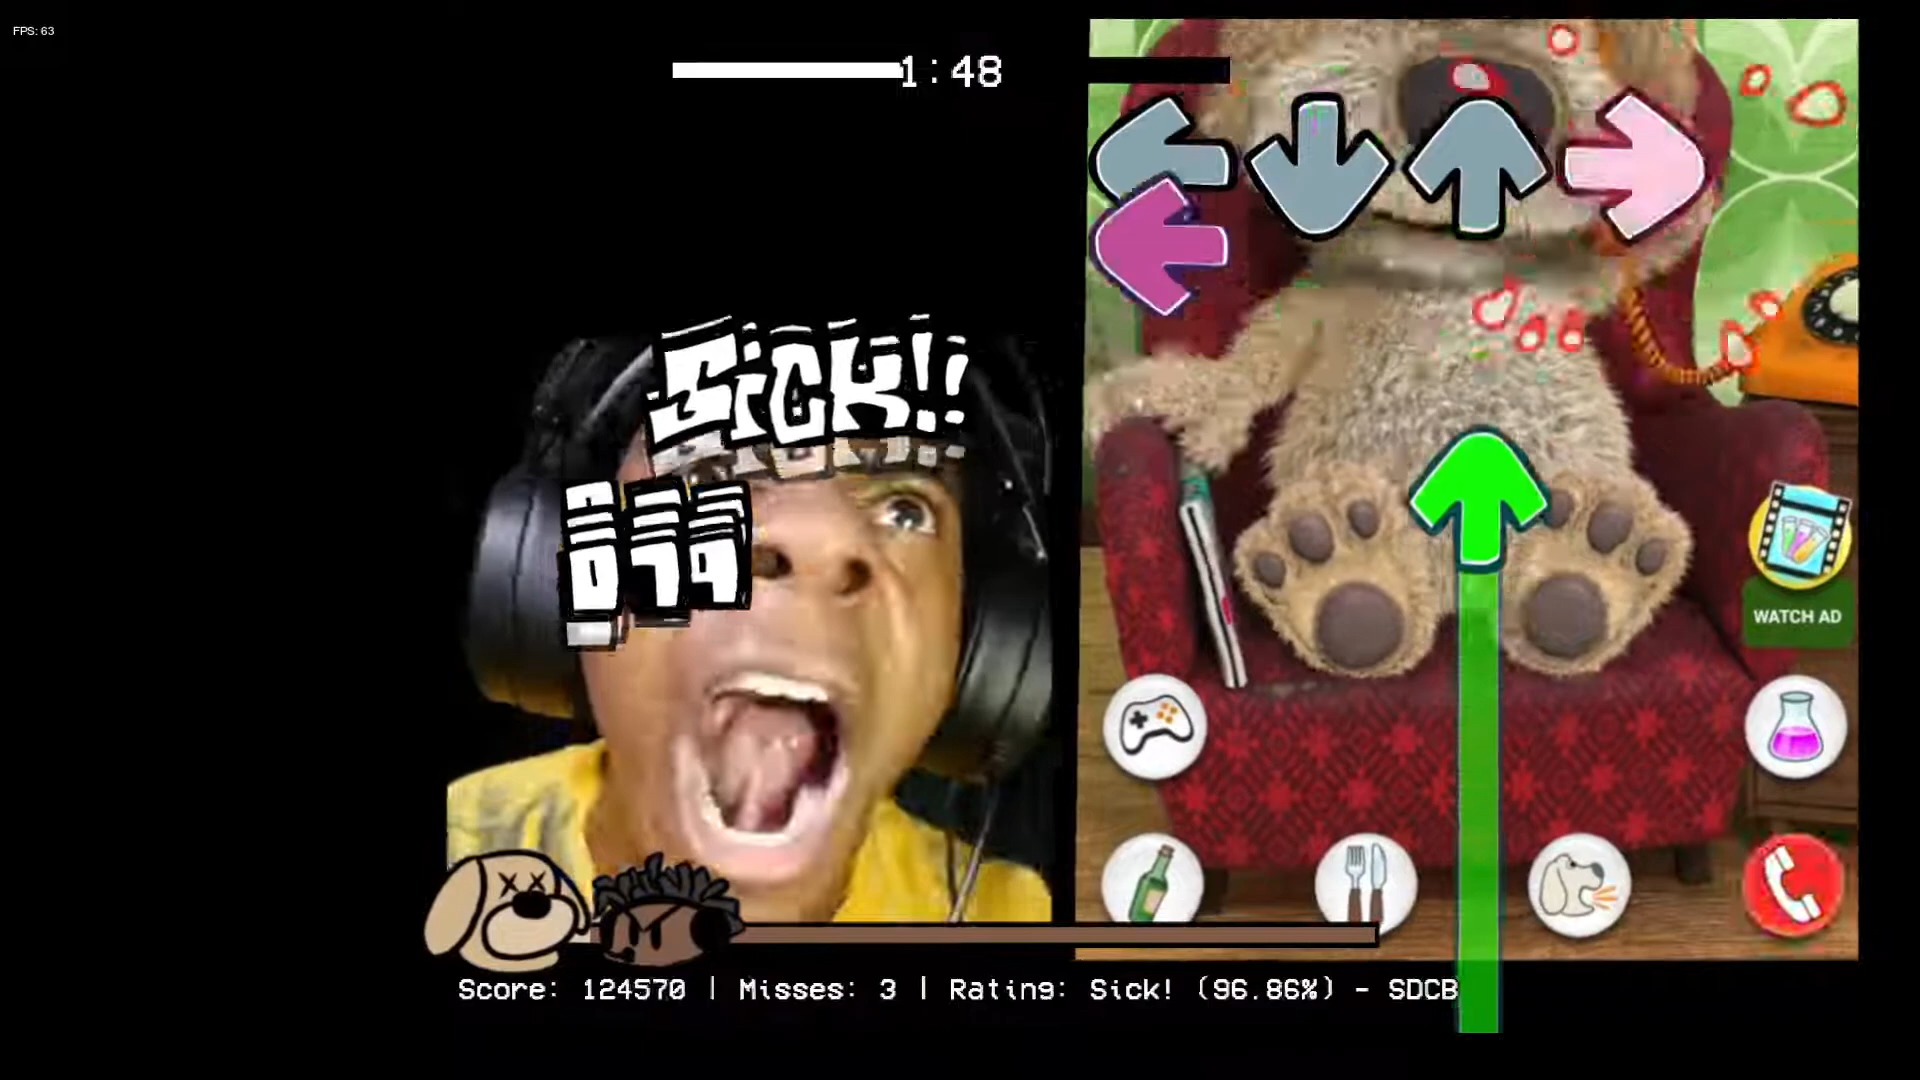 FPS: 63
1:48
SiCK!!
079
WATCH AD
Score: 124570 | Misses: 3 | Rating: Sick! (96.86%) - SDCB